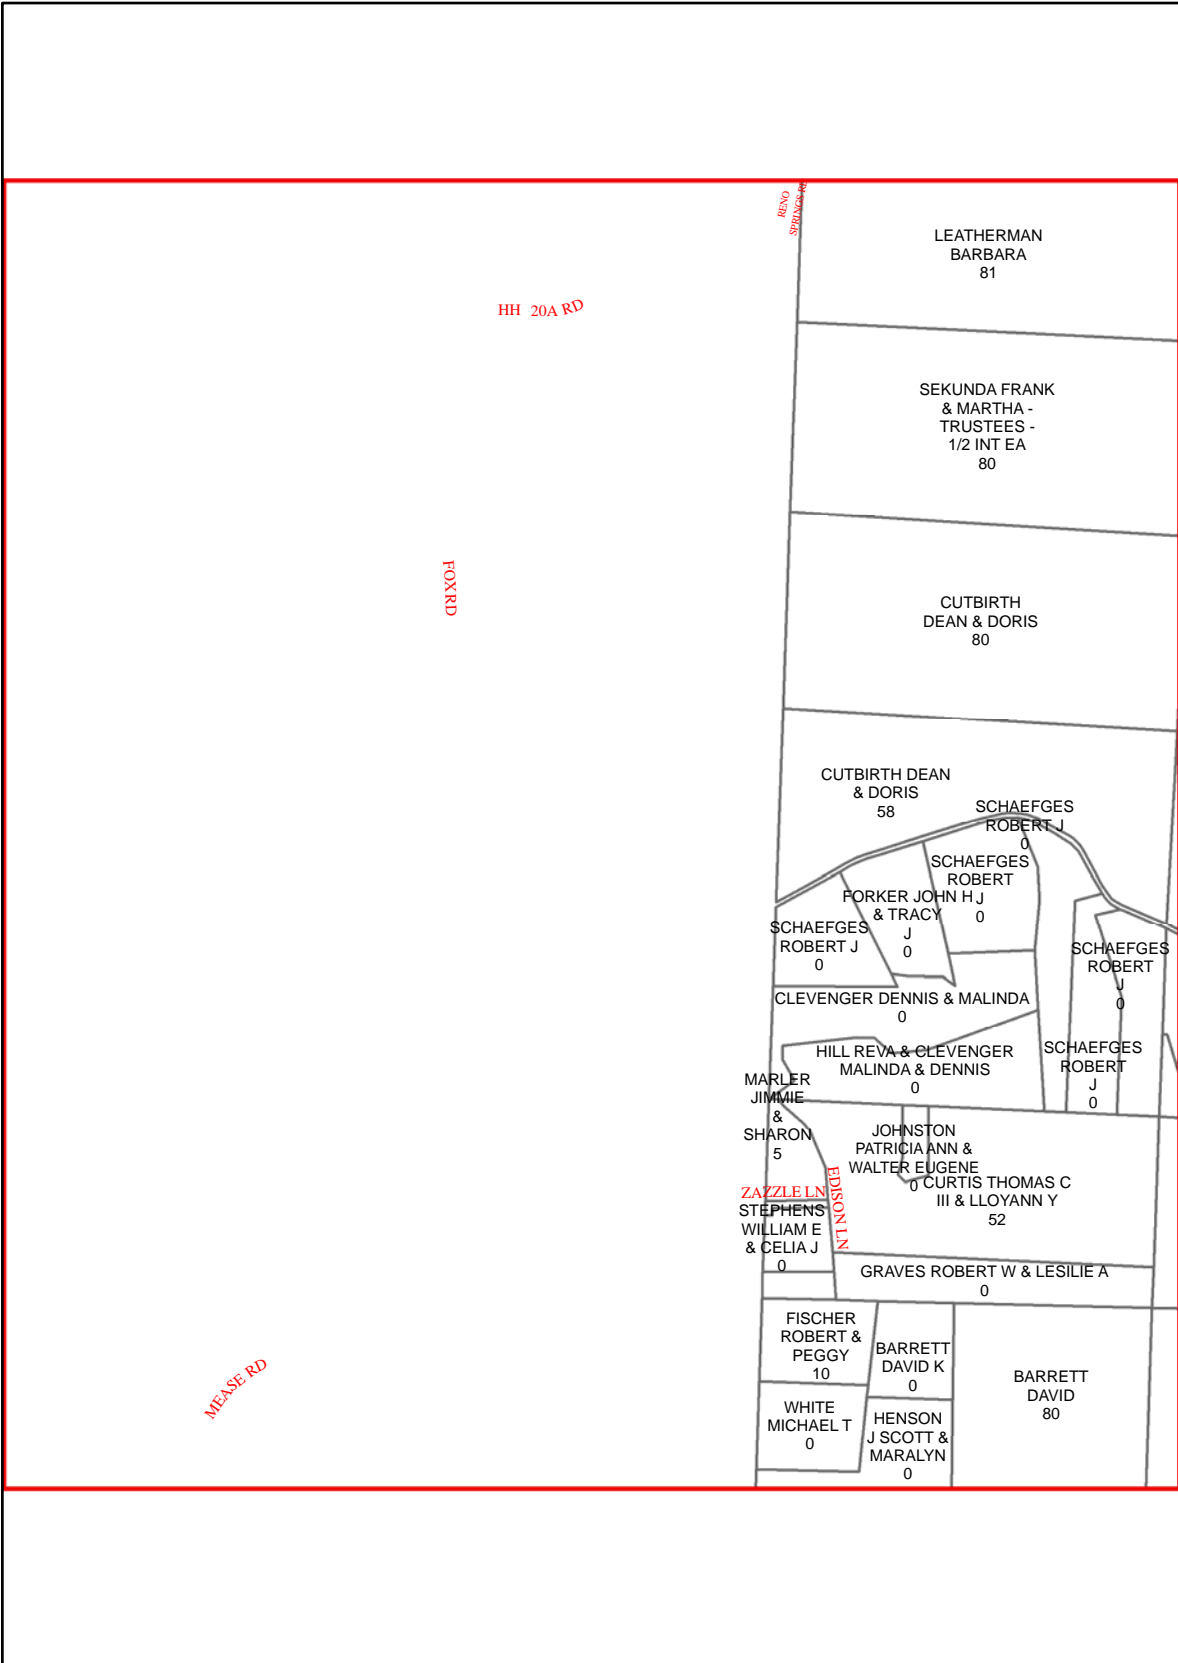 RENO
SPRINGS RD
LEATHERMAN
BARBARA
81
HH 20A RD
SEKUNDA FRANK
& MARTHA -
TRUSTEES -
1/2 INT EA
80
FOX RD
CUTBIRTH
DEAN & DORIS
80
CUTBIRTH DEAN
& DORIS
58
SCHAEFGES
ROBERT J
0
SCHAEFGES
ROBERT
J
0
FORKER JOHN H
& TRACY
J
0
SCHAEFGES
ROBERT J
0
SCHAEFGES
ROBERT
J
0
CLEVENGER DENNIS & MALINDA
0
HILL REVA & CLEVENGER
MALINDA & DENNIS
0
SCHAEFGES
ROBERT
J
0
MARLER
JIMMIE
&
SHARON
5
JOHNSTON
PATRICIA ANN &
WALTER EUGENE
0
CURTIS THOMAS C
III & LLOYANN Y
52
ZAZZLE LN
EDISON LN
STEPHENS
WILLIAM E
& CELIA J
0
GRAVES ROBERT W & LESILIE A
0
FISCHER
ROBERT &
PEGGY
10
BARRETT
DAVID K
0
BARRETT
DAVID
80
MEASE RD
WHITE
MICHAEL T
0
HENSON
J SCOTT &
MARALYN
0